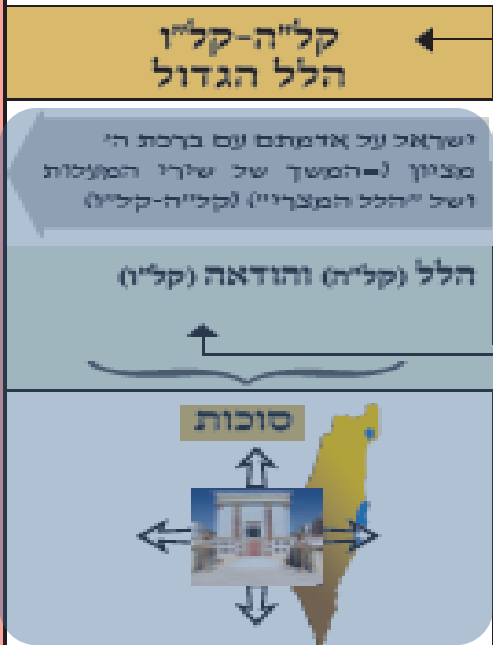 קל"ה-קל"ו
הלל הגדול
ישראל על אדמתם עם ברכת ה'
מציון (=המשך של שירי המעלות
ושל "הלל המצרי") (קל"ה-קל"ו)
הלל (קל"ה) והודאה (קל"ו)
סוכות